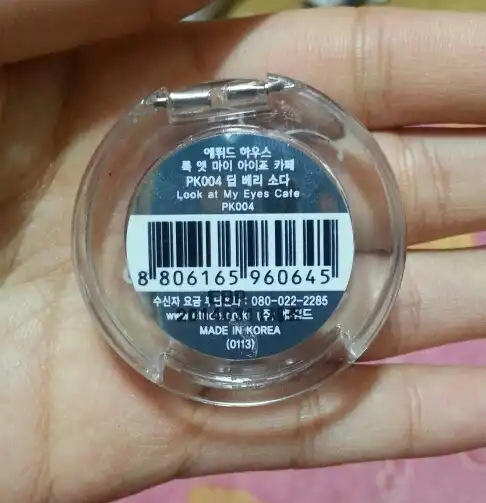 에뛰드 하우스
룩 앳 마이 아이즈 카페
PK004 딥 베리 소다
Look at My Eyes Cafe
PK004
8 806165 960645
수신자 요금 부담전화 : 080-022-2285
MADE IN KOREA
(0113)